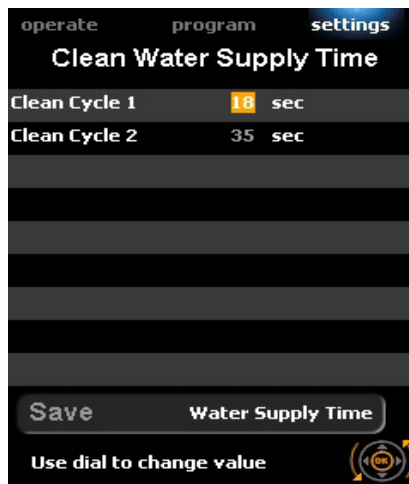 operate program settings
Clean Water Supply Time
Clean Cycle 1 18 sec
Clean Cycle 2 35 sec
Save Water Supply Time
Use dial to change value
OK